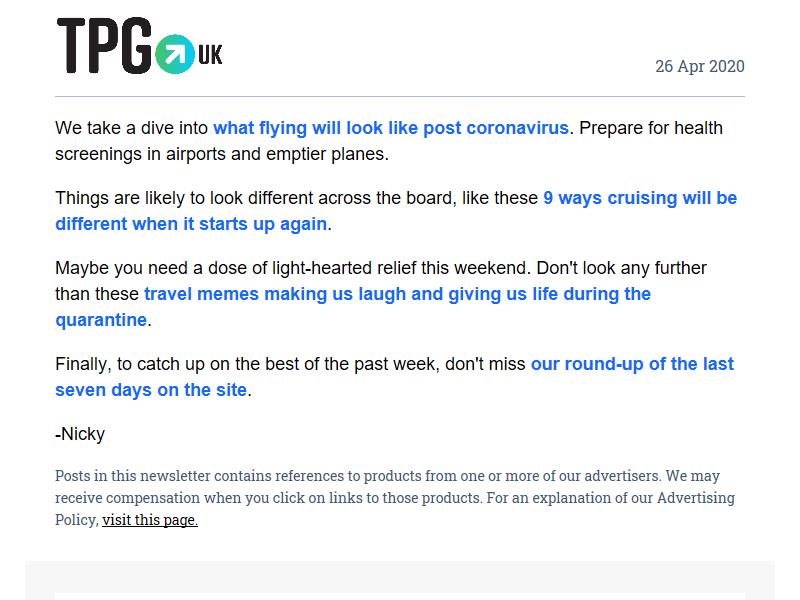 TPG UK
26 Apr 2020
We take a dive into what flying will look like post coronavirus. Prepare for health
screenings in airports and emptier planes.
Things are likely to look different across the board, like these 9 ways cruising will be
different when it starts up again.
Maybe you need a dose of light-hearted relief this weekend. Don't look any further
than these travel memes making us laugh and giving us life during the
quarantine.
Finally, to catch up on the best of the past week, don't miss our round-up of the last
seven days on the site.
-Nicky
Posts in this newsletter contains references to products from one or more of our advertisers. We may
receive compensation when you click on links to those products. For an explanation of our Advertising
Policy, visit this page.